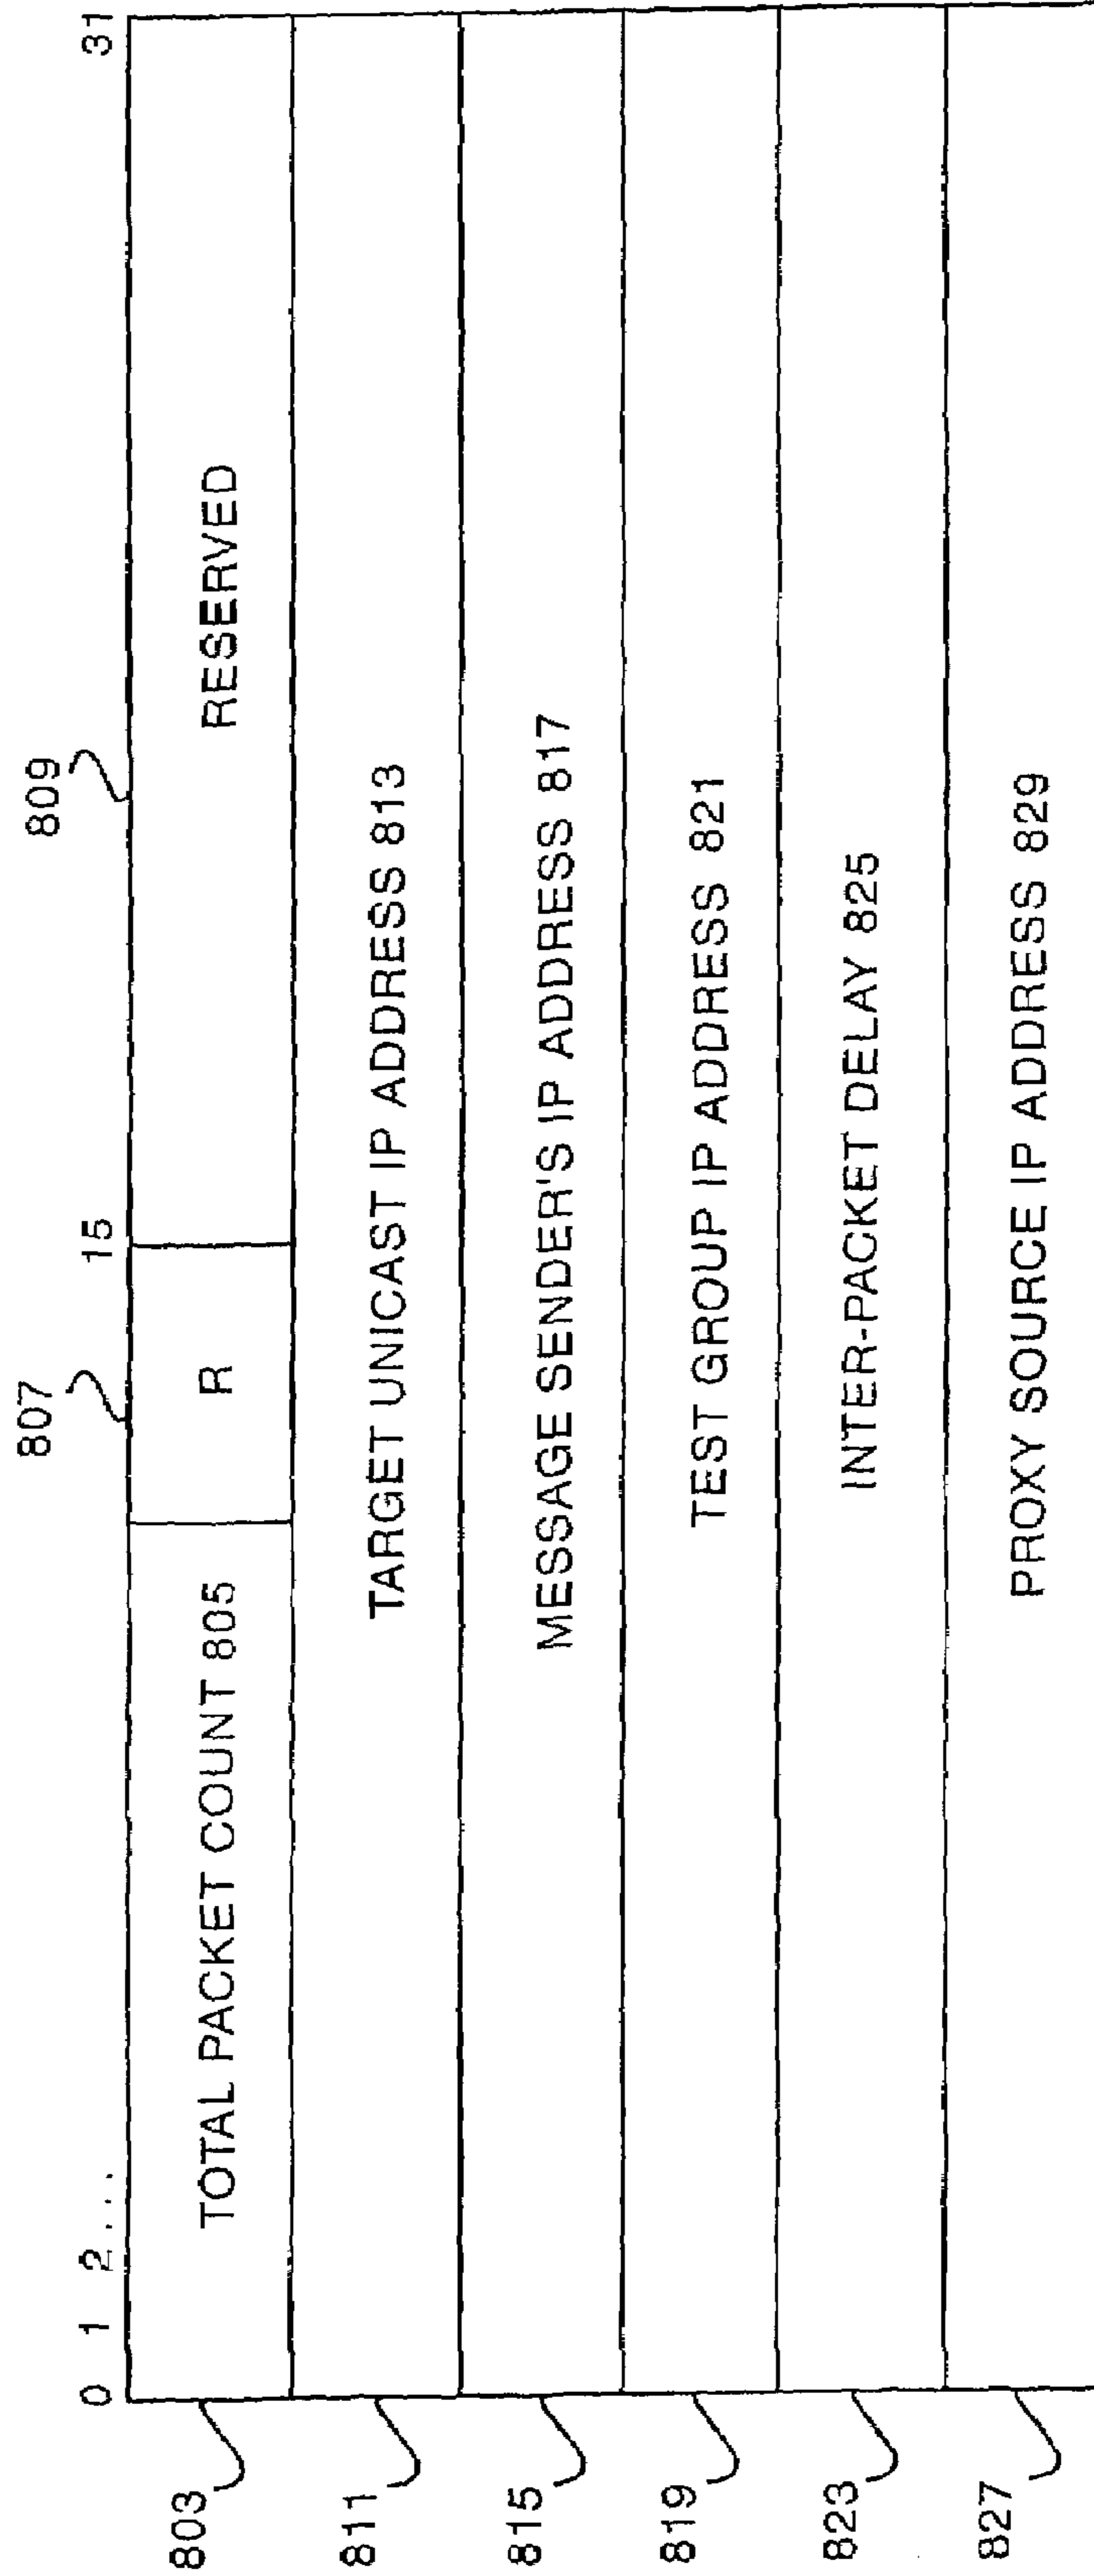 807
809
0 1 2 .... 15 31
803 TOTAL PACKET COUNT 805 R RESERVED
811 TARGET UNICAST IP ADDRESS 813
815 MESSAGE SENDER'S IP ADDRESS 817
819 TEST GROUP IP ADDRESS 821
823 INTER-PACKET DELAY 825
827 PROXY SOURCE IP ADDRESS 829